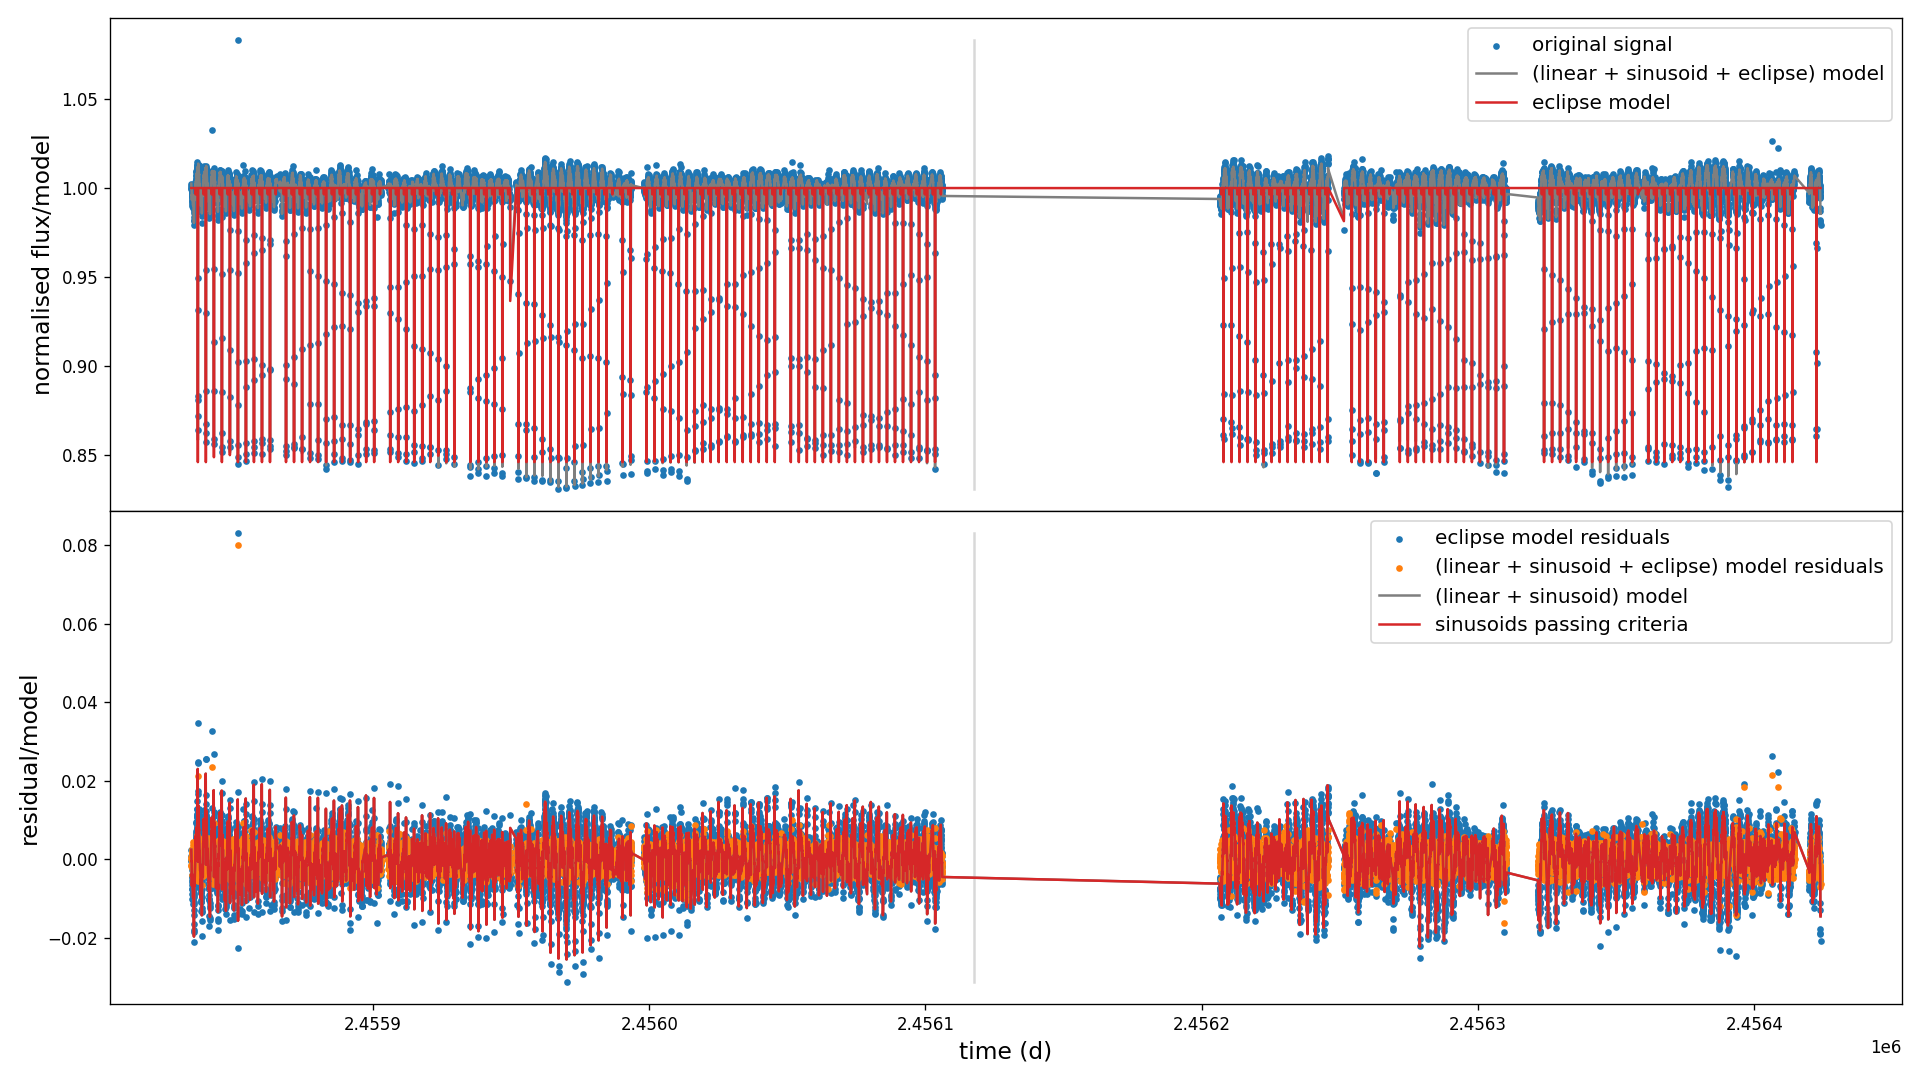 original signal
(linear + sinusoid + eclipse) model
eclipse model
1.05
1.00
0.95
0.90
0.85
normalised flux/model
eclipse model residuals
(linear + sinusoid + eclipse) model residuals
(linear + sinusoid) model
sinusoids passing criteria
0.08
0.06
0.04
0.02
0.00
−0.02
residual/model
2.4559
2.4560
2.4561
2.4562
2.4563
2.4564
1e6
time (d)